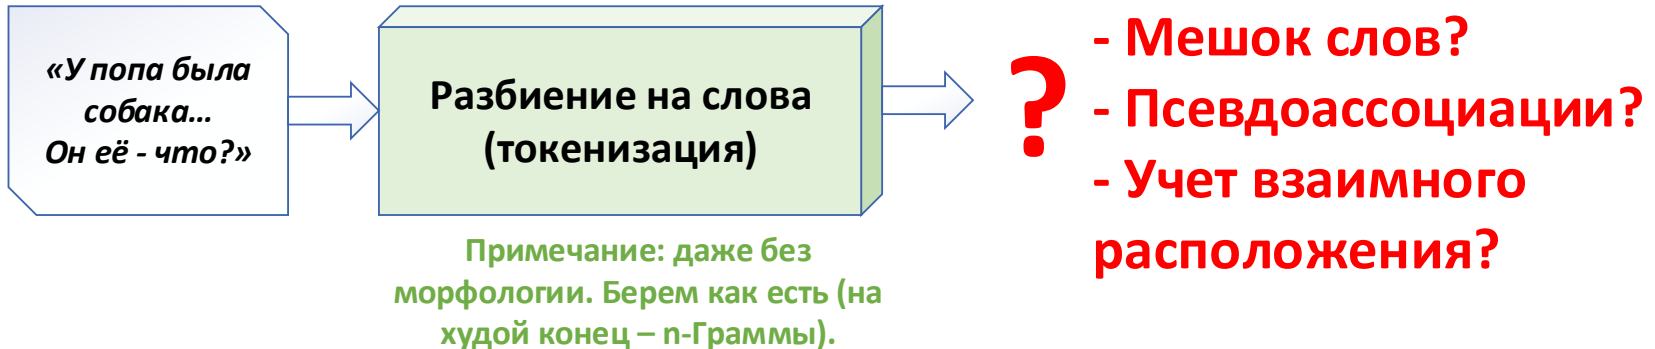 «У попа была
собака...
Он её - что?»
Разбиение на слова
(токенизация)
Примечание: даже без
морфологии. Берем как есть (на
худой конец – n-Граммы).
?
- Мешок слов?
- Псевдоассоциации?
- Учет взаимного
расположения?